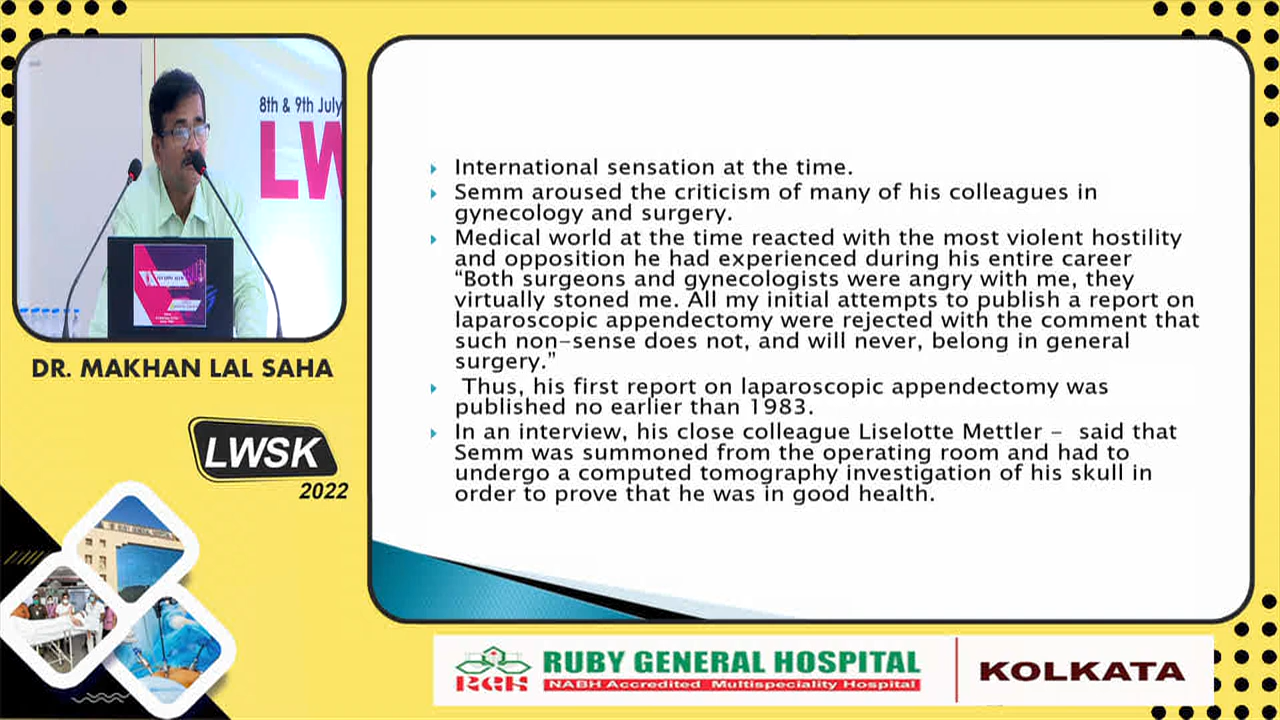 8th & 9th July
LW
DR. MAKHAN LAL SAHA
LWSK
2022
International sensation at the time.
Semm aroused the criticism of many of his colleagues in
gynecology and surgery.
Medical world at the time reacted with the most violent hostility
and opposition he had experienced during his entire career
“Both surgeons and gynecologists were angry with me, they
virtually stoned me. All my initial attempts to publish a report on
laparoscopic appendectomy were rejected with the comment that
such non-sense does not, and will never, belong in general
surgery.”
Thus, his first report on laparoscopic appendectomy was
published no earlier than 1983.
In an interview, his close colleague Liselotte Mettler – said that
Semm was summoned from the operating room and had to
undergo a computed tomography investigation of his skull in
order to prove that he was in good health.
RGH
RUBY GENERAL HOSPITAL
NABH Accredited Multispeciality Hospital
KOLKATA